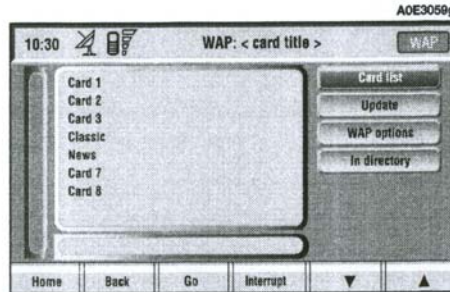 A0E3059
10:30 WAP: < card title > WAP
Card 1
Card 2
Card 3
Classic
News
Card 7
Card 8
Card list
Update
WAP options
In directory
Home Back Go Interrupt ▼ ▲